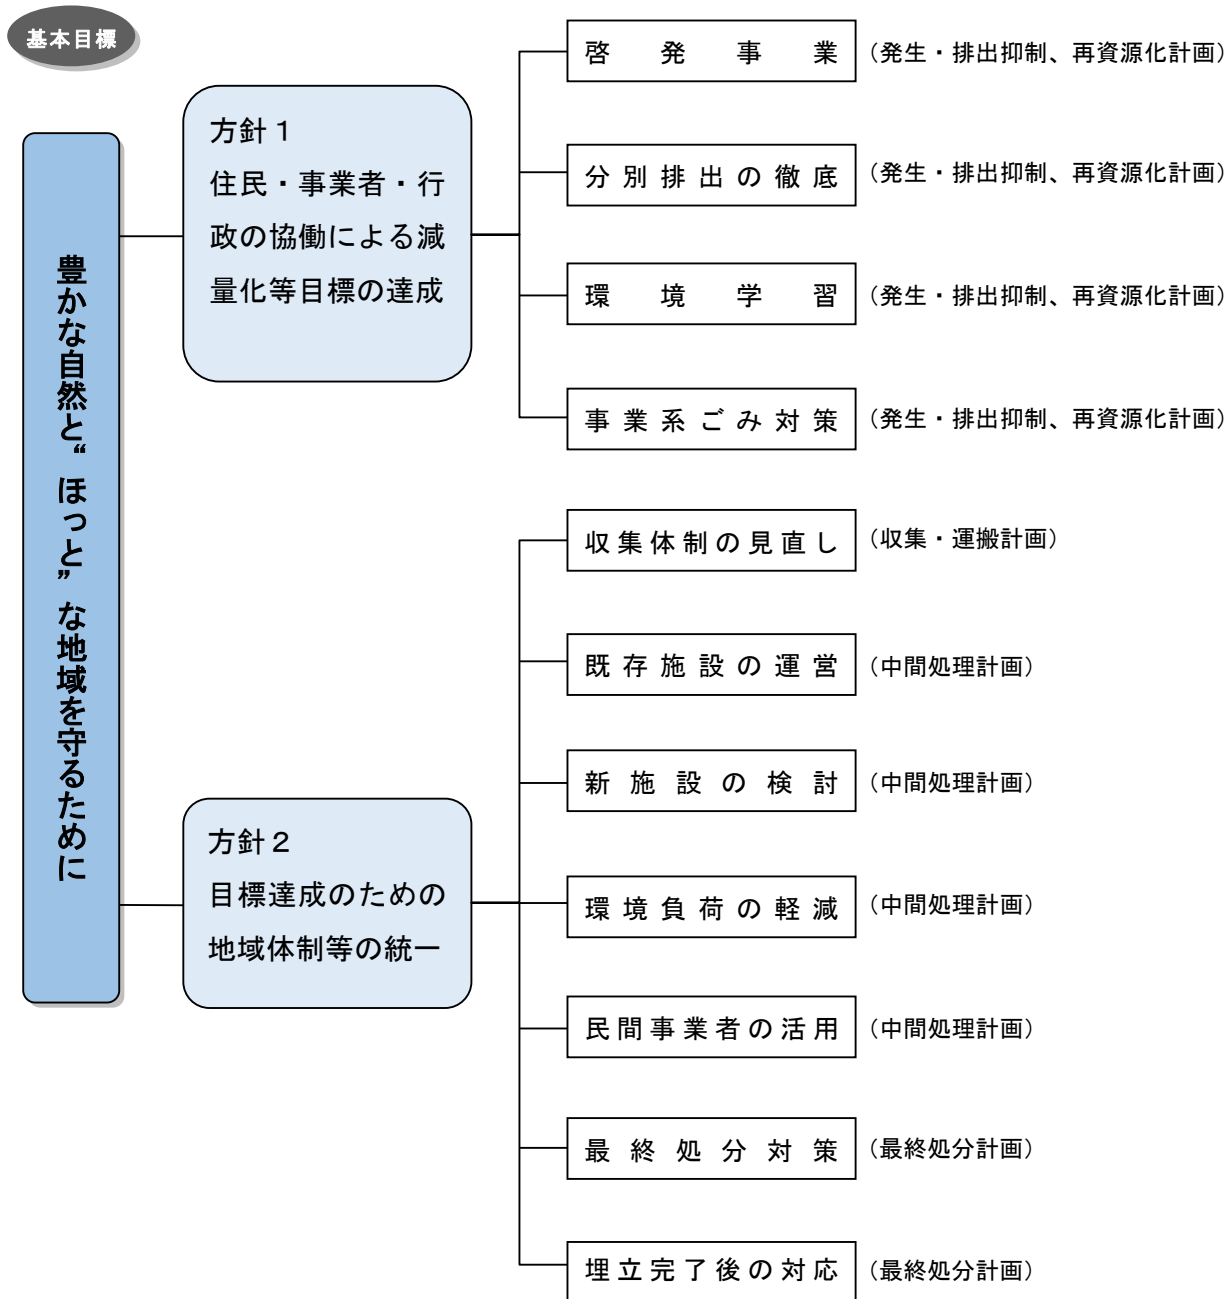 基本目標
豊かな自然と“ほっと”な地域を守るために
方針１
住民・事業者・行
政の協働による減
量化等目標の達成
啓発事業
（発生・排出抑制、再資源化計画）
分別排出の徹底
（発生・排出抑制、再資源化計画）
環境学習
（発生・排出抑制、再資源化計画）
事業系ごみ対策
（発生・排出抑制、再資源化計画）
方針２
目標達成のための
地域体制等の統一
収集体制の見直し
（収集・運搬計画）
既存施設の運営
（中間処理計画）
新施設の検討
（中間処理計画）
環境負荷の軽減
（中間処理計画）
民間事業者の活用
（中間処理計画）
最終処分対策
（最終処分計画）
埋立完了後の対応
（最終処分計画）